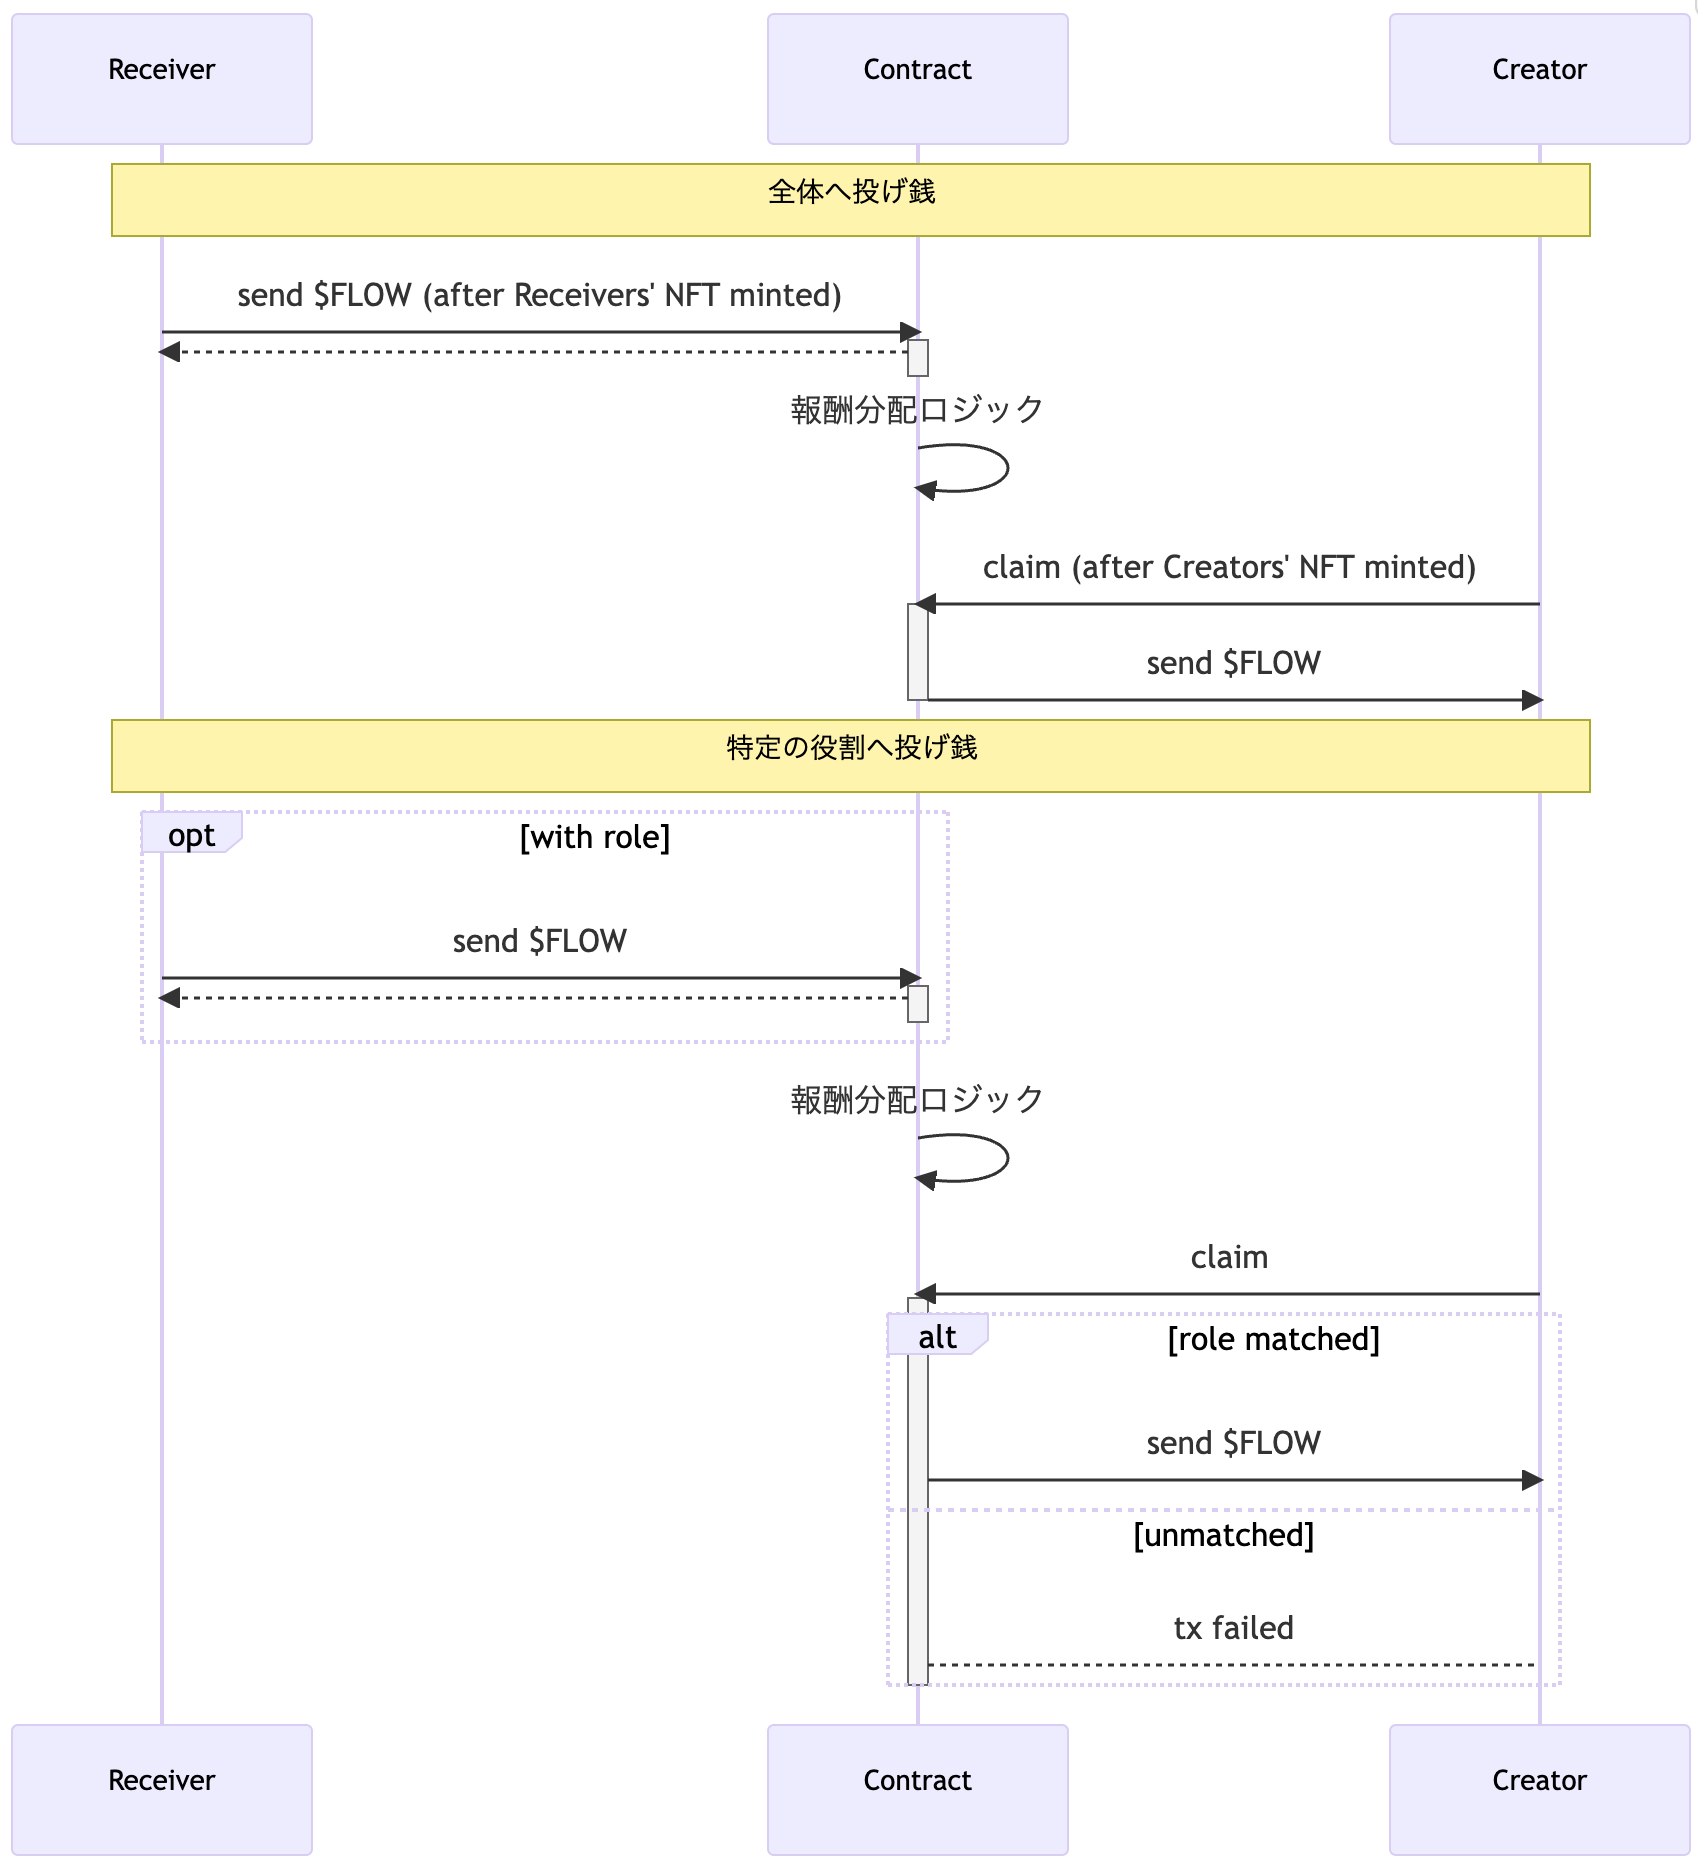 Receiver
Contract
Creator
全体へ投げ銭
send $FLOW (after Receivers' NFT minted)
報酬分配ロジック
claim (after Creators' NFT minted)
send $FLOW
特定の役割へ投げ銭
opt
[with role]
send $FLOW
報酬分配ロジック
claim
alt
[role matched]
send $FLOW
[unmatched]
tx failed
Receiver
Contract
Creator